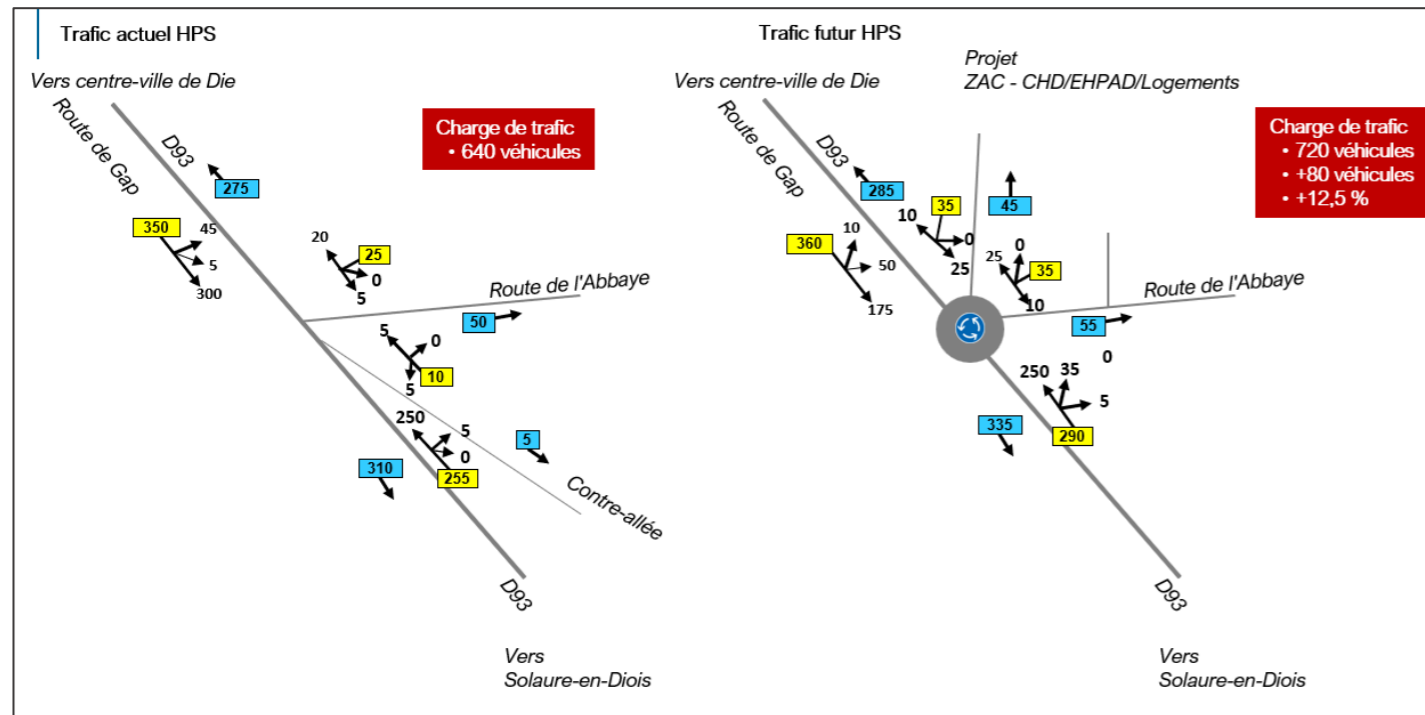 Trafic actuel HPS
Vers centre-ville de Die
Route de Gap
D93
Charge de trafic
• 640 véhicules
275
350
45
5
300
20
25
0
5
Route de l'Abbaye
50
5
0
10
5
250
5
0
255
310
5
Contre-allée
D93
Vers
Solaure-en-Diois
Trafic futur HPS
Projet
ZAC - CHD/EHPAD/Logements
Vers centre-ville de Die
Route de Gap
D93
Charge de trafic
• 720 véhicules
• +80 véhicules
• +12,5 %
285
35
45
10
0
25
360
10
50
175
0
25
35
10
Route de l'Abbaye
55
0
250
35
5
290
335
D93
Vers
Solaure-en-Diois